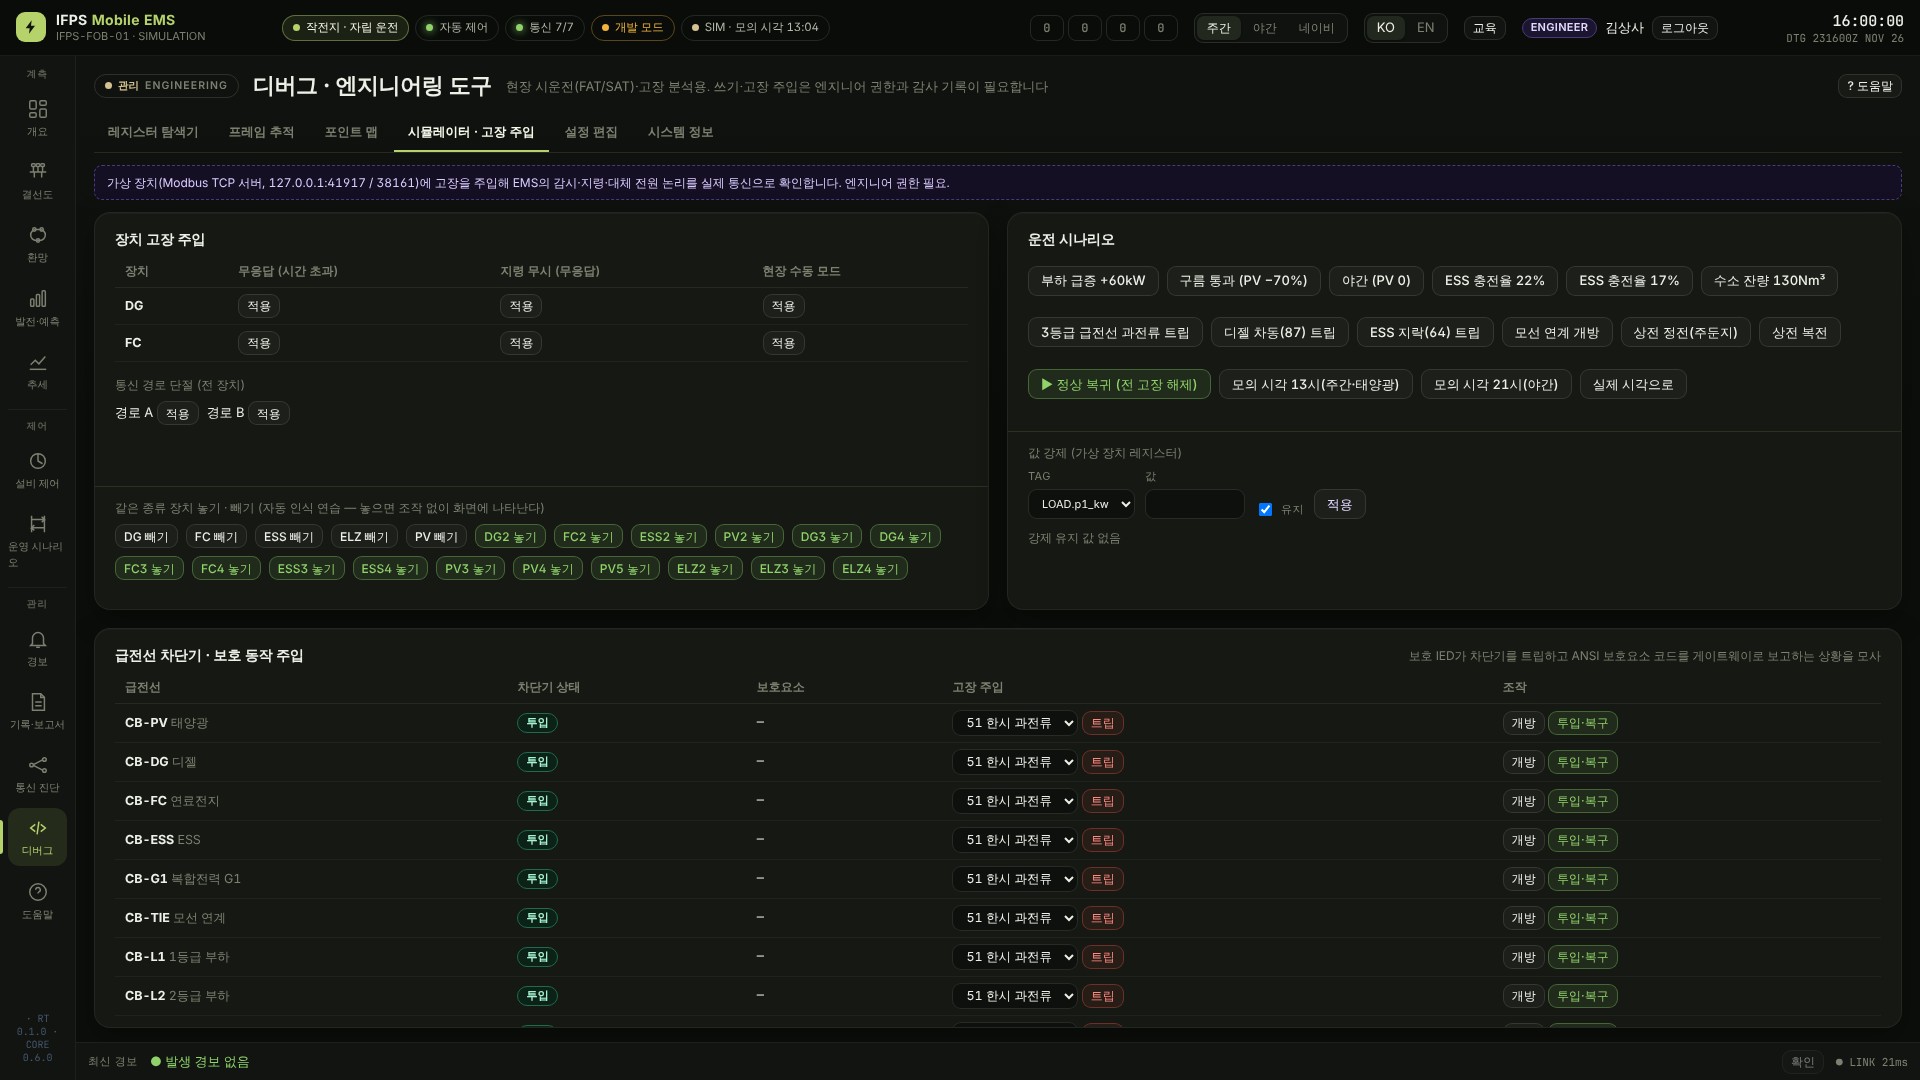 IFPS Mobile EMS
IFPS-FOB-01 · SIMULATION
작전지 · 자립 운전
자동 제어
통신 7/7
개발 모드
SIM · 모의 시각 13:04
0 0 0 0
주간 야간 네이비
KO EN
교육
ENGINEER 김상사 로그아웃
16:00:00
DTG 231600Z NOV 26
계측
개요
결선도
환망
발전·예측
추세
제어
설비 제어
운영 시나리오
관리
경보
기록·보고서
통신 진단
디버그
도움말
· RT
0.1.0 ·
CORE
0.6.0
관리 ENGINEERING
디버그 · 엔지니어링 도구
현장 시운전(FAT/SAT)·고장 분석용. 쓰기·고장 주입은 엔지니어 권한과 감사 기록이 필요합니다
? 도움말
레지스터 탐색기 프레임 추적 포인트 맵 시뮬레이터 · 고장 주입 설정 편집 시스템 정보
가상 장치(Modbus TCP 서버, 127.0.0.1:41917 / 38161)에 고장을 주입해 EMS의 감시·지령·대체 전원 논리를 실제 통신으로 확인합니다. 엔지니어 권한 필요.
장치 고장 주입
장치 무응답 (시간 초과) 지령 무시 (무응답) 현장 수동 모드
DG 적용 적용 적용
FC 적용 적용 적용
통신 경로 단절 (전 장치)
경로 A 적용 경로 B 적용
같은 종류 장치 놓기 · 빼기 (자동 인식 연습 — 놓으면 조작 없이 화면에 나타난다)
DG 빼기 FC 빼기 ESS 빼기 ELZ 빼기 PV 빼기 DG2 놓기 FC2 놓기 ESS2 놓기 PV2 놓기 DG3 놓기 DG4 놓기
FC3 놓기 FC4 놓기 ESS3 놓기 ESS4 놓기 PV3 놓기 PV4 놓기 PV5 놓기 ELZ2 놓기 ELZ3 놓기 ELZ4 놓기
운전 시나리오
부하 급증 +60kW 구름 통과 (PV −70%) 야간 (PV 0) ESS 충전율 22% ESS 충전율 17% 수소 잔량 130Nm³
3등급 급전선 과전류 트립 디젤 차동(87) 트립 ESS 지락(64) 트립 모선 연계 개방 상전 정전(주둔지) 상전 복전
▶ 정상 복귀 (전 고장 해제) 모의 시각 13시(주간·태양광) 모의 시각 21시(야간) 실제 시각으로
값 강제 (가상 장치 레지스터)
TAG 값
LOAD.p1_kw 유지 적용
강제 유지 값 없음
급전선 차단기 · 보호 동작 주입
보호 IED가 차단기를 트립하고 ANSI 보호요소 코드를 게이트웨이로 보고하는 상황을 모사
급전선 차단기 상태 보호요소 고장 주입 조작
CB-PV 태양광 투입 – 51 한시 과전류 트립 개방 투입·복구
CB-DG 디젤 투입 – 51 한시 과전류 트립 개방 투입·복구
CB-FC 연료전지 투입 – 51 한시 과전류 트립 개방 투입·복구
CB-ESS ESS 투입 – 51 한시 과전류 트립 개방 투입·복구
CB-G1 복합전력 G1 투입 – 51 한시 과전류 트립 개방 투입·복구
CB-TIE 모선 연계 투입 – 51 한시 과전류 트립 개방 투입·복구
CB-L1 1등급 부하 투입 – 51 한시 과전류 트립 개방 투입·복구
CB-L2 2등급 부하 투입 – 51 한시 과전류 트립 개방 투입·복구
최신 경보 발생 경보 없음
확인 LINK 21ms